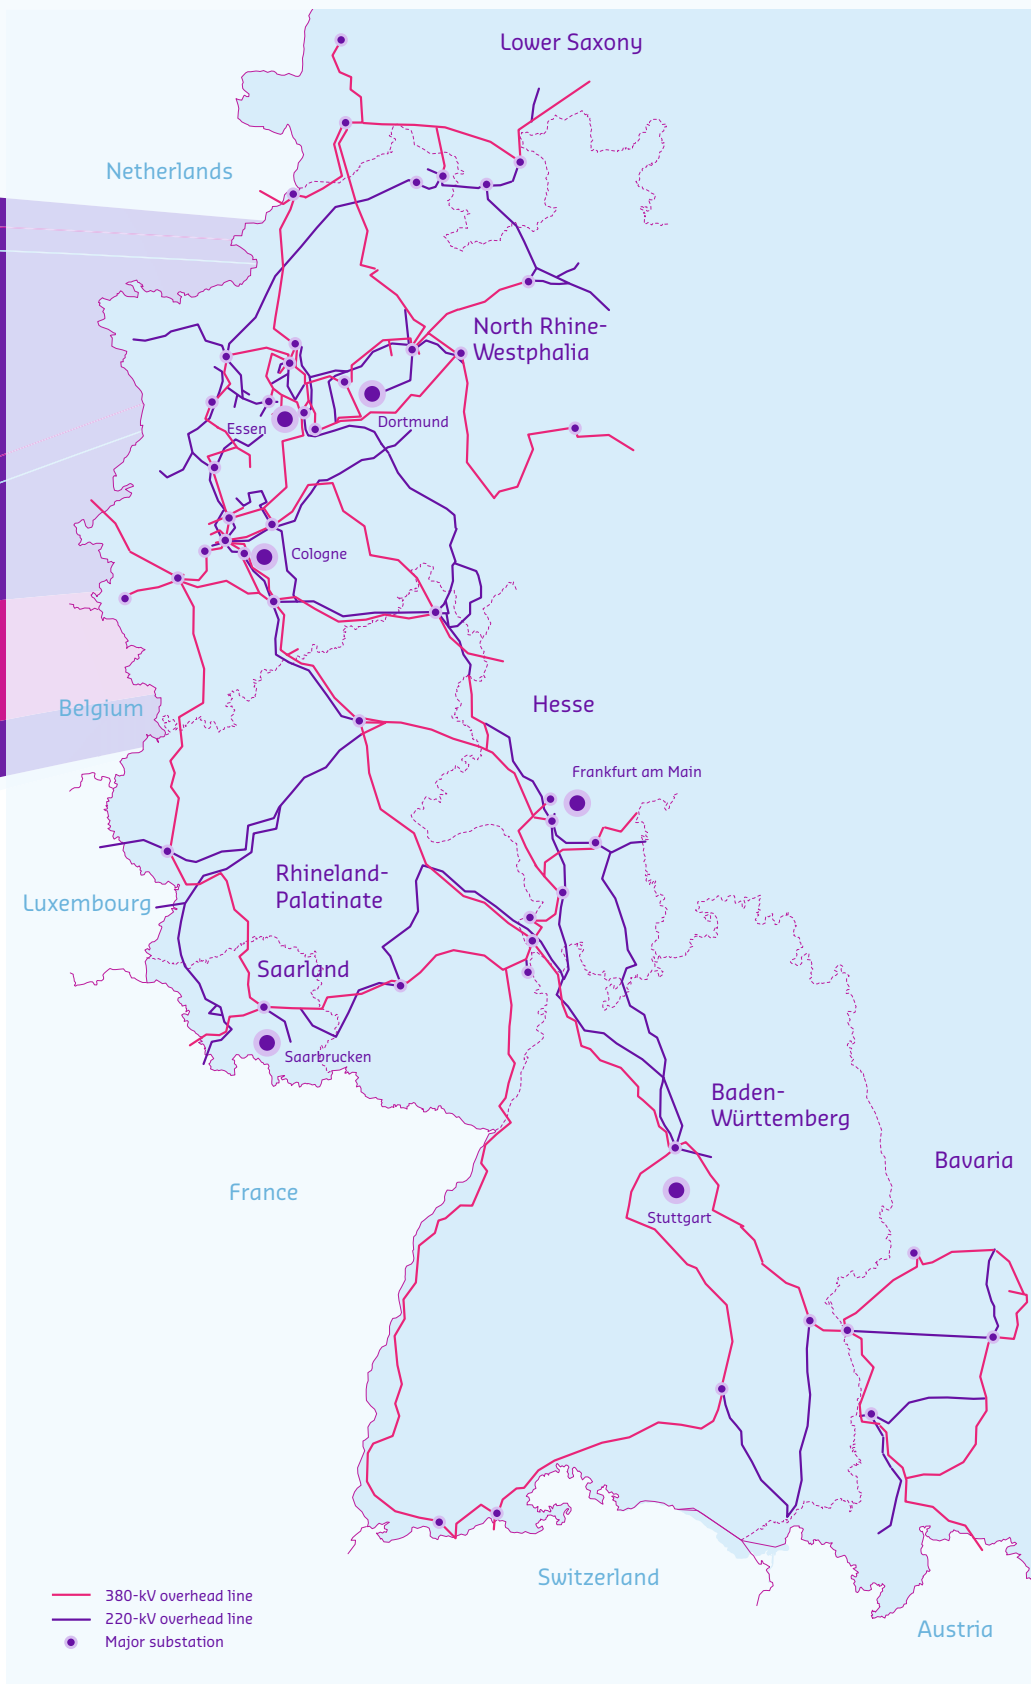 Lower Saxony
Netherlands
North Rhine-
Westphalia
Essen
Dortmund
Cologne
Belgium
Hesse
Frankfurt am Main
Rhineland-
Palatinate
Luxembourg
Saarland
Saarbrucken
Baden-
Württemberg
Bavaria
France
Stuttgart
Switzerland
Austria
380-kV overhead line
220-kV overhead line
Major substation